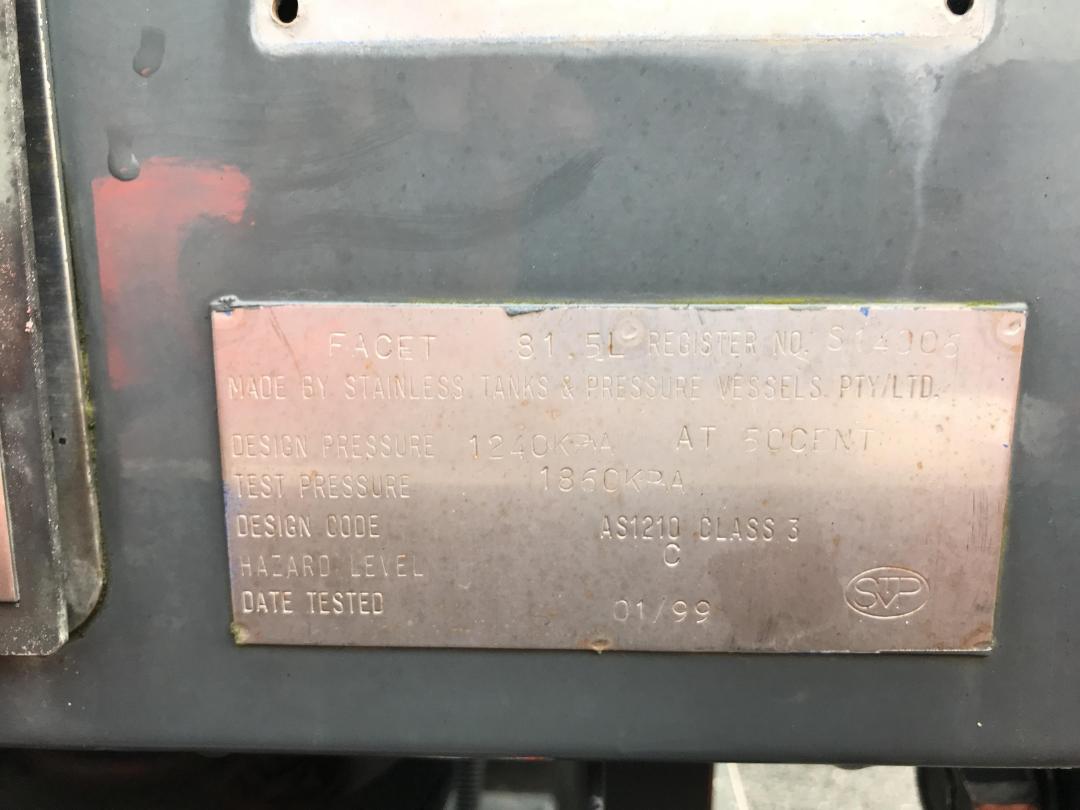 FACET 81.5L REGISTER NO. S14006
MADE BY STAINLESS TANKS & PRESSURE VESSELS PTY/LTD.
DESIGN PRESSURE 1240KPA AT 50CENT
TEST PRESSURE 1860KPA
DESIGN CODE AS1210 CLASS 3
HAZARD LEVEL C
DATE TESTED 01/99